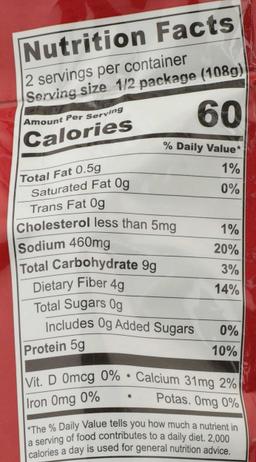 Nutrition Facts
2 servings per container
Serving size 1/2 package (108g)
Amount Per Serving
Calories 60
% Daily Value*
Total Fat 0.5g 1%
Saturated Fat 0g 0%
Trans Fat 0g
Cholesterol less than 5mg 1%
Sodium 460mg 20%
Total Carbohydrate 9g 3%
Dietary Fiber 4g 14%
Total Sugars 0g
Includes 0g Added Sugars 0%
Protein 5g 10%
Vit. D 0mcg 0% • Calcium 31mg 2%
Iron 0mg 0% • Potas. 0mg 0%
*The % Daily Value tells you how much a nutrient in
a serving of food contributes to a daily diet. 2,000
calories a day is used for general nutrition advice.